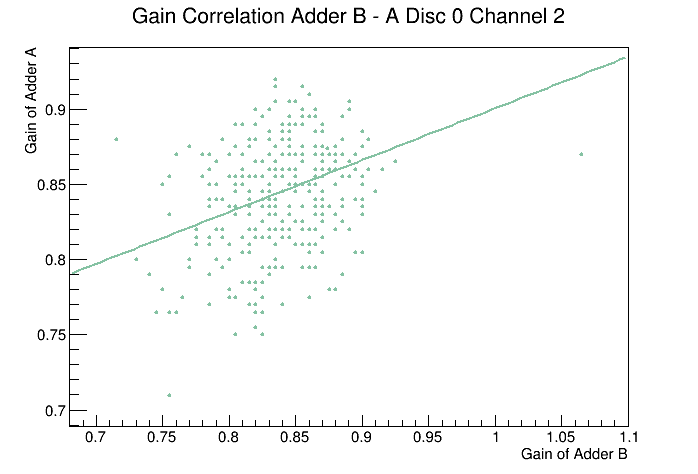 Gain Correlation Adder B - A Disc 0 Channel 2
Gain of Adder A
0.9
0.85
0.8
0.75
0.7
0.7 0.75 0.8 0.85 0.9 0.95 1 1.05 1.1
Gain of Adder B